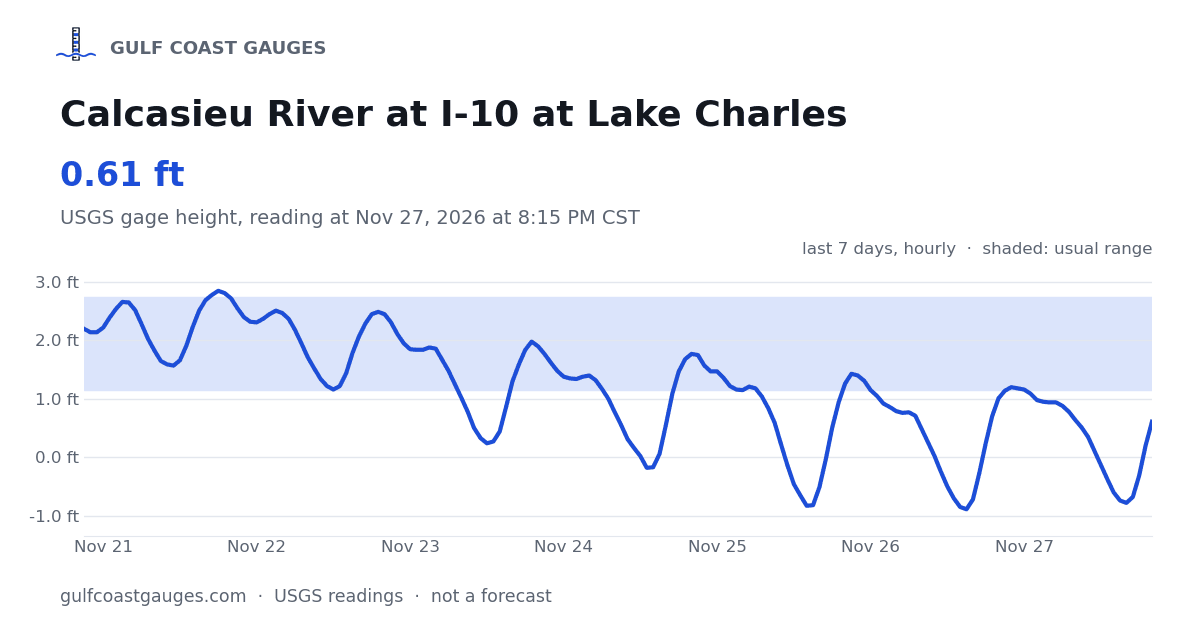 GULF COAST GAUGES
Calcasieu River at I-10 at Lake Charles
0.61 ft
USGS gage height, reading at Nov 27, 2026 at 8:15 PM CST
last 7 days, hourly · shaded: usual range
3.0 ft
2.0 ft
1.0 ft
0.0 ft
-1.0 ft
Nov 21 Nov 22 Nov 23 Nov 24 Nov 25 Nov 26 Nov 27
gulfcoastgauges.com · USGS readings · not a forecast